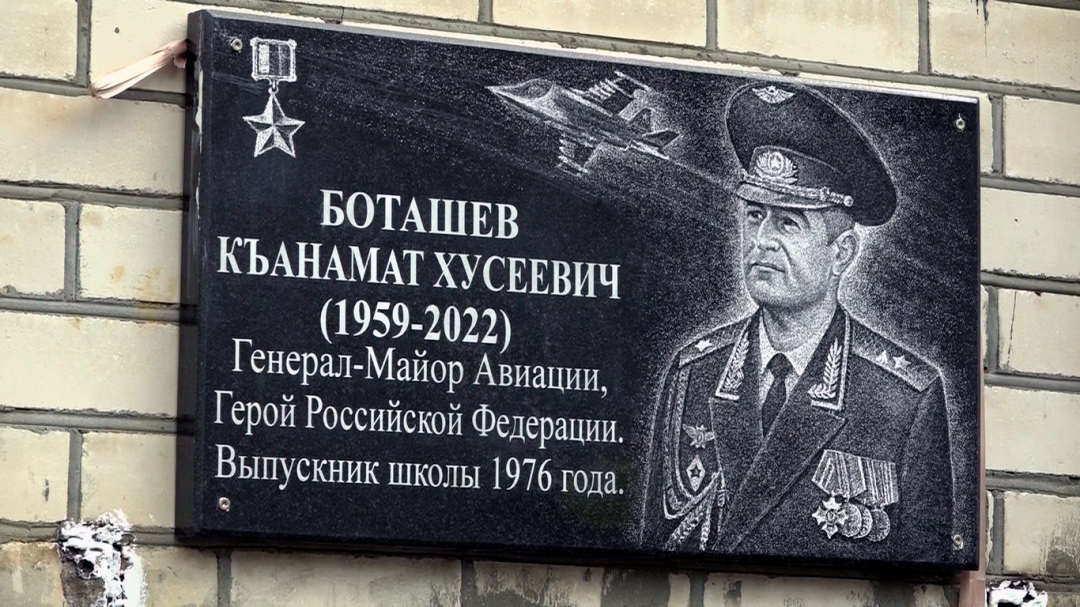 БОТАШЕВ
КЪАНАМАТ ХУСЕЕВИЧ
(1959-2022)
Генерал-Майор Авиации,
Герой Российской Федерации.
Выпускник школы 1976 года.